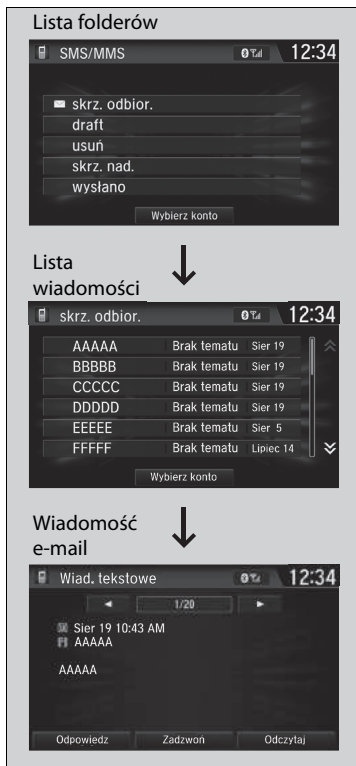 Lista folderów
SMS/MMS 12:34
skrz. odbior.
draft
usuń
skrz. nad.
wysłano
Wybierz konto
Lista
wiadomości
skrz. odbior. 12:34
AAAAA Brak tematu Sier 19
BBBBB Brak tematu Sier 19
CCCCC Brak tematu Sier 19
DDDDD Brak tematu Sier 19
EEEEE Brak tematu Sier 5
FFFFF Brak tematu Lipiec 14
Wybierz konto
Wiadomość
e-mail
Wiad. tekstowe 12:34
1/20
Sier 19 10:43 AM
AAAAA
AAAAA
Odpowiedz Zadzwoń Odczytaj